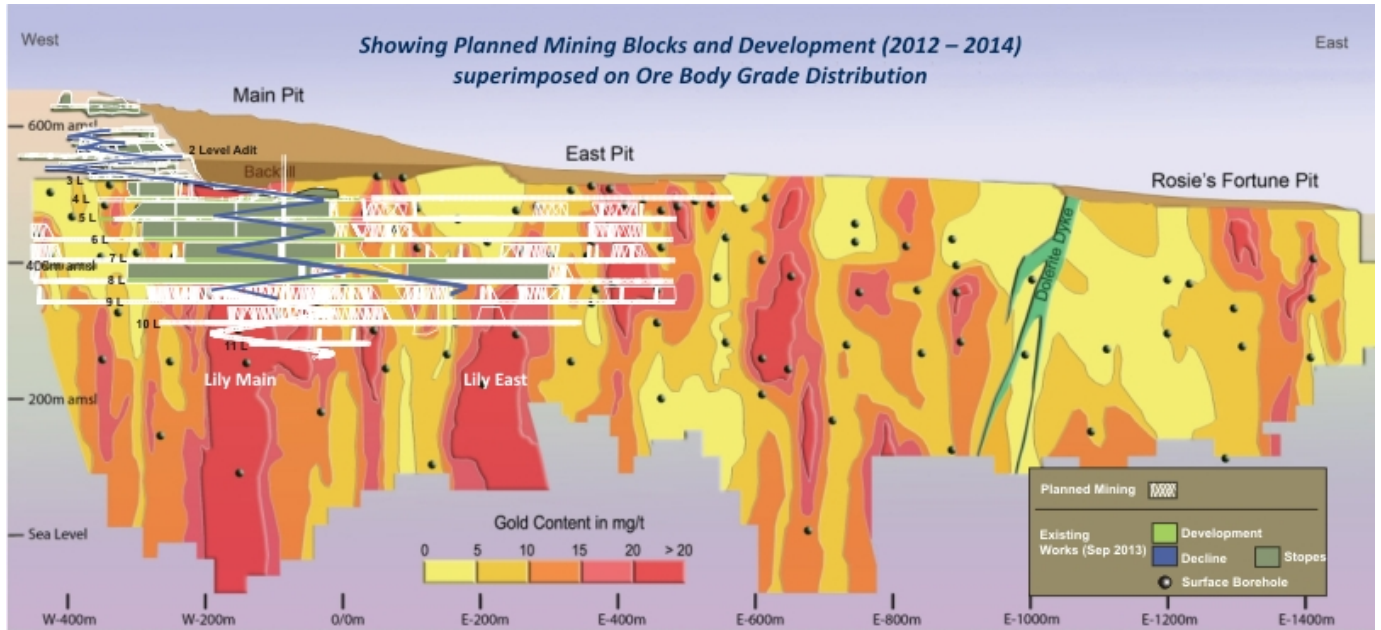 West
East
Showing Planned Mining Blocks and Development (2012 – 2014)
superimposed on Ore Body Grade Distribution
Main Pit
600m amsl
2 Level Adit
East Pit
Backfill
Rosie's Fortune Pit
3 L
4 L
5 L
6 L
7 L
400m amsl
8 L
9 L
10 L
11 L
Dolerite Dyke
Lily Main
Lily East
200m amsl
Planned Mining
Gold Content in mg/t
0 5 10 15 20 > 20
Sea Level
Existing
Works (Sep 2013)
Development
Decline
Stopes
Surface Borehole
W-400m
W-200m
0/0m
E-200m
E-400m
E-600m
E-800m
E-1000m
E-1200m
E-1400m